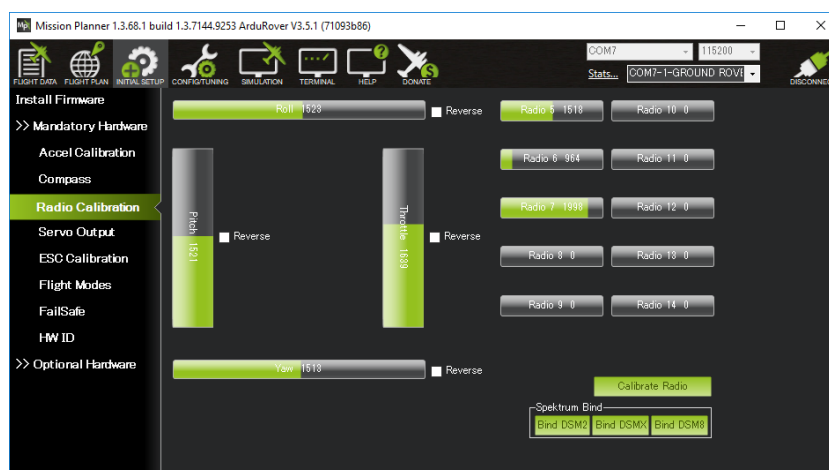 Mission Planner 1.3.68.1 build 1.3.7144.9253 ArduRover V3.5.1 (71093b86)
FLIGHT DATA FLIGHT PLAN INITIAL SETUP CONFIG/TUNING SIMULATION TERMINAL HELP DONATE
COM7 115200
Stats... COM7-1-GROUND ROVE
DISCONNEC
Install Firmware
>> Mandatory Hardware
Accel Calibration
Compass
Radio Calibration
Servo Output
ESC Calibration
Flight Modes
FailSafe
HW ID
>> Optional Hardware
Roll 1523
Reverse
Pitch 1521
Reverse
Throttle 1539
Reverse
Yaw 1513
Reverse
Radio 5 1518
Radio 10 0
Radio 6 964
Radio 11 0
Radio 7 1998
Radio 12 0
Radio 8 0
Radio 13 0
Radio 9 0
Radio 14 0
Calibrate Radio
Spektrum Bind
Bind DSM2 Bind DSMX Bind DSM8